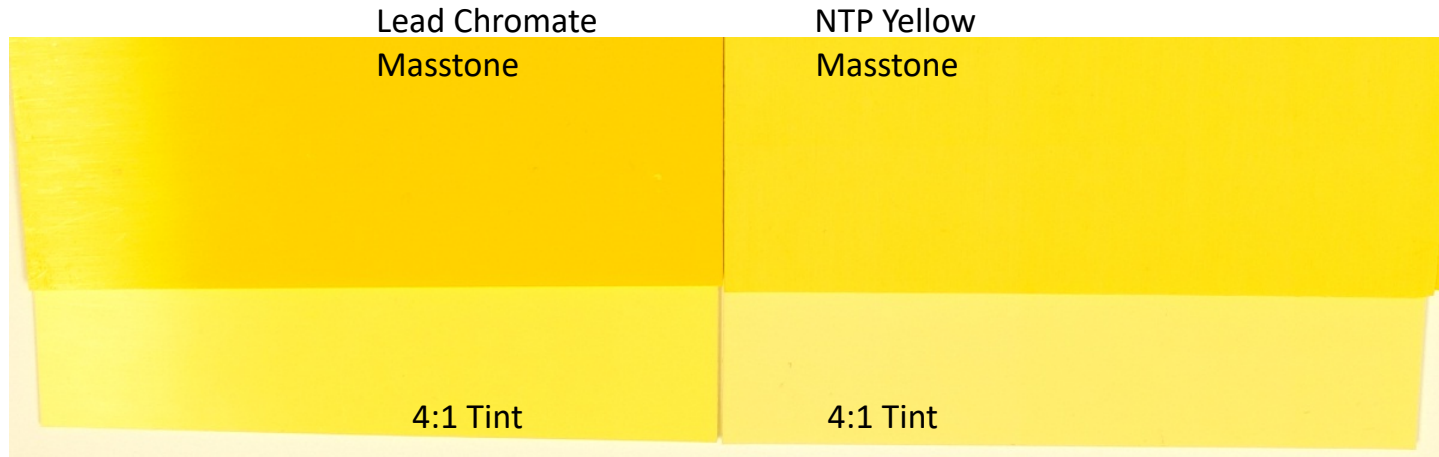 Lead Chromate
Masstone
NTP Yellow
Masstone
4:1 Tint
4:1 Tint